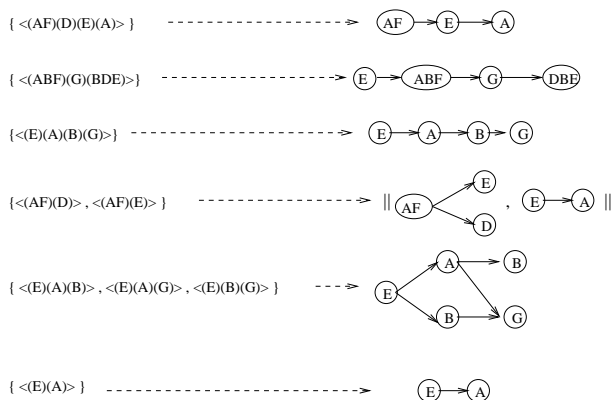 { <(AF)(D)(E)(A)> } AF E A
{ <(ABF)(G)(BDE)>} E ABF G DBE
{<(E)(A)(B)(G)>} E A B G
{<(AF)(D)> , <(AF)(E)> } || AF E D , E A ||
{ <(E)(A)(B)> , <(E)(A)(G)> , <(E)(B)(G)> } E A B B G
{ <(E)(A)> } E A